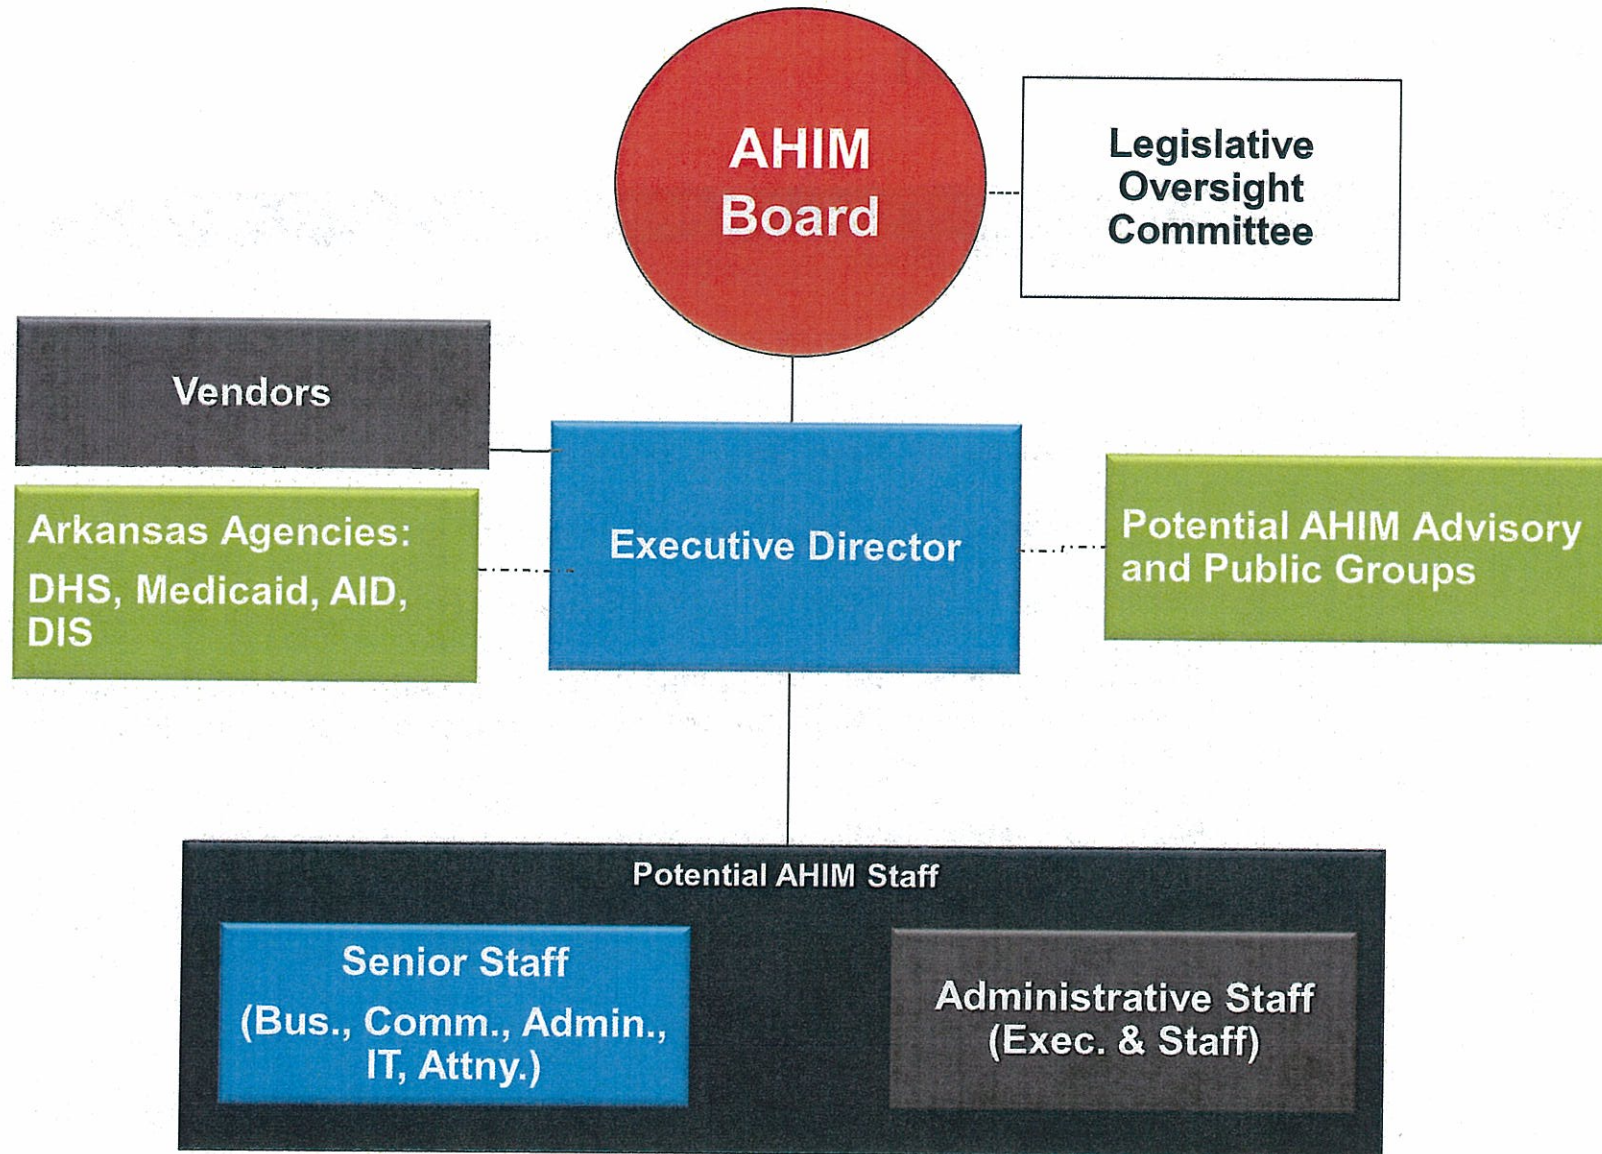 AHIM
Board
Legislative
Oversight
Committee
Vendors
Arkansas Agencies:
DHS, Medicaid, AID,
DIS
Executive Director
Potential AHIM Advisory
and Public Groups
Potential AHIM Staff
Senior Staff
(Bus., Comm., Admin.,
IT, Attny.)
Administrative Staff
(Exec. & Staff)